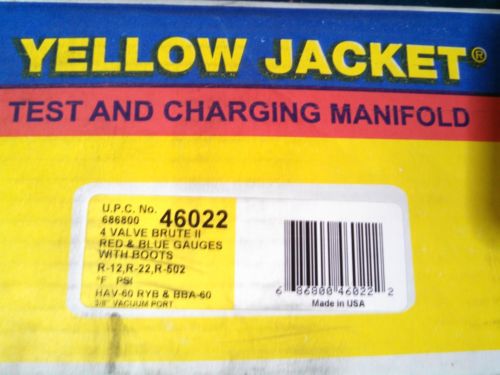 YELLOW JACKET®
TEST AND CHARGING MANIFOLD
U.P.C. No.
686800 46022
4 VALVE BRUTE II
RED & BLUE GAUGES
WITH BOOTS
R-12,R-22,R-502
°F PSI
HAV-60 RYB & BBA-60
3/8" VACUUM PORT
6 86800 46022 2
Made in USA